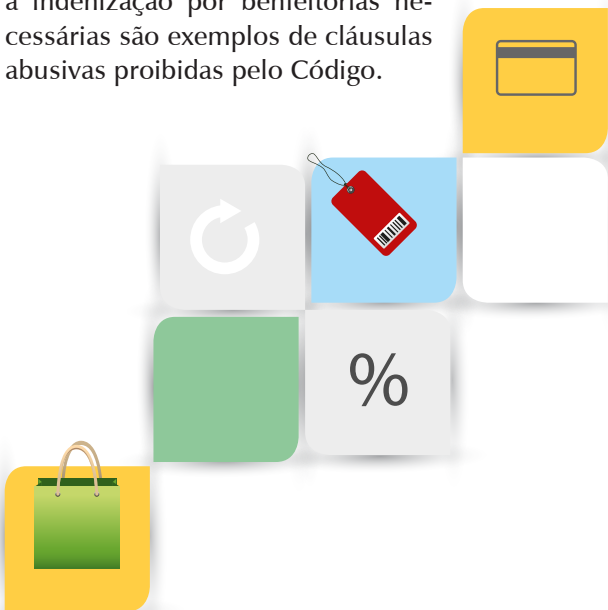 a indenização por benfeitorias ne-
cessárias são exemplos de cláusulas
abusivas proibidas pelo Código.
%